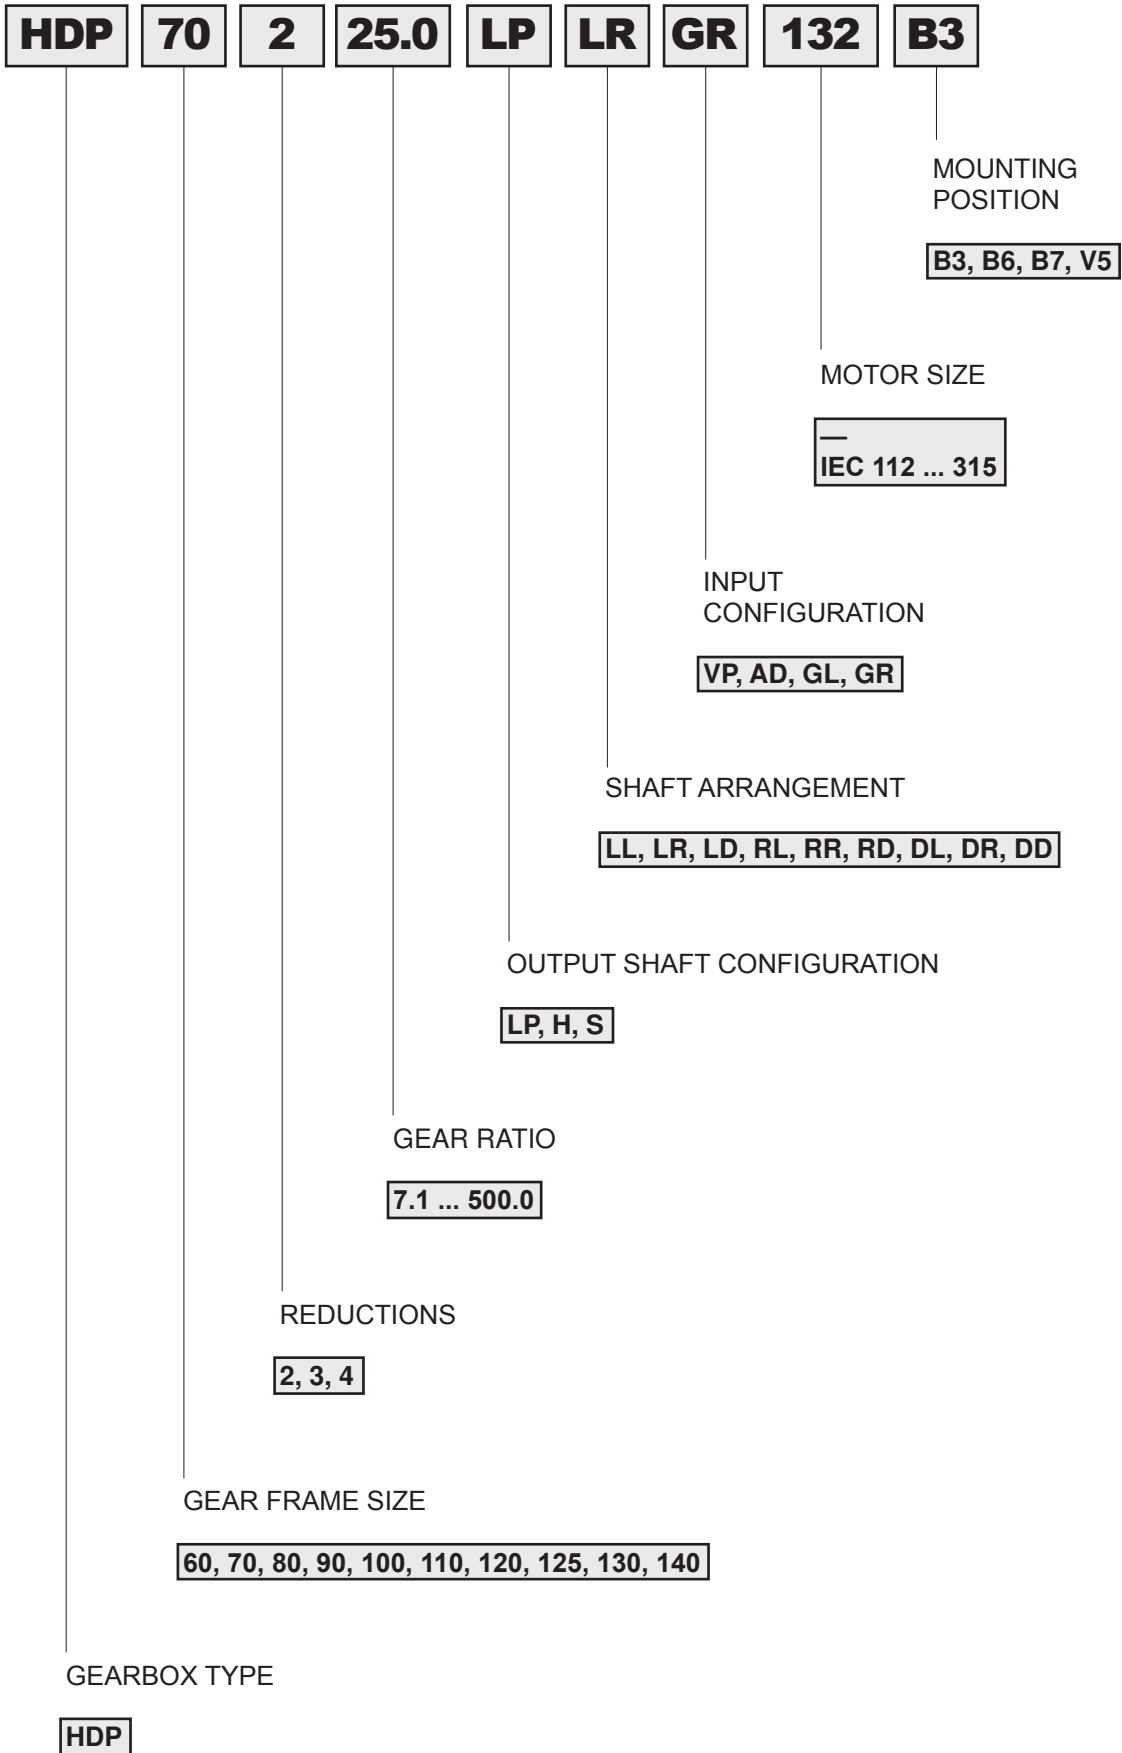 HDP 70 2 25.0 LP LR GR 132 B3
MOUNTING
POSITION
B3, B6, B7, V5
MOTOR SIZE
—
IEC 112 ... 315
INPUT
CONFIGURATION
VP, AD, GL, GR
SHAFT ARRANGEMENT
LL, LR, LD, RL, RR, RD, DL, DR, DD
OUTPUT SHAFT CONFIGURATION
LP, H, S
GEAR RATIO
7.1 ... 500.0
REDUCTIONS
2, 3, 4
GEAR FRAME SIZE
60, 70, 80, 90, 100, 110, 120, 125, 130, 140
GEARBOX TYPE
HDP